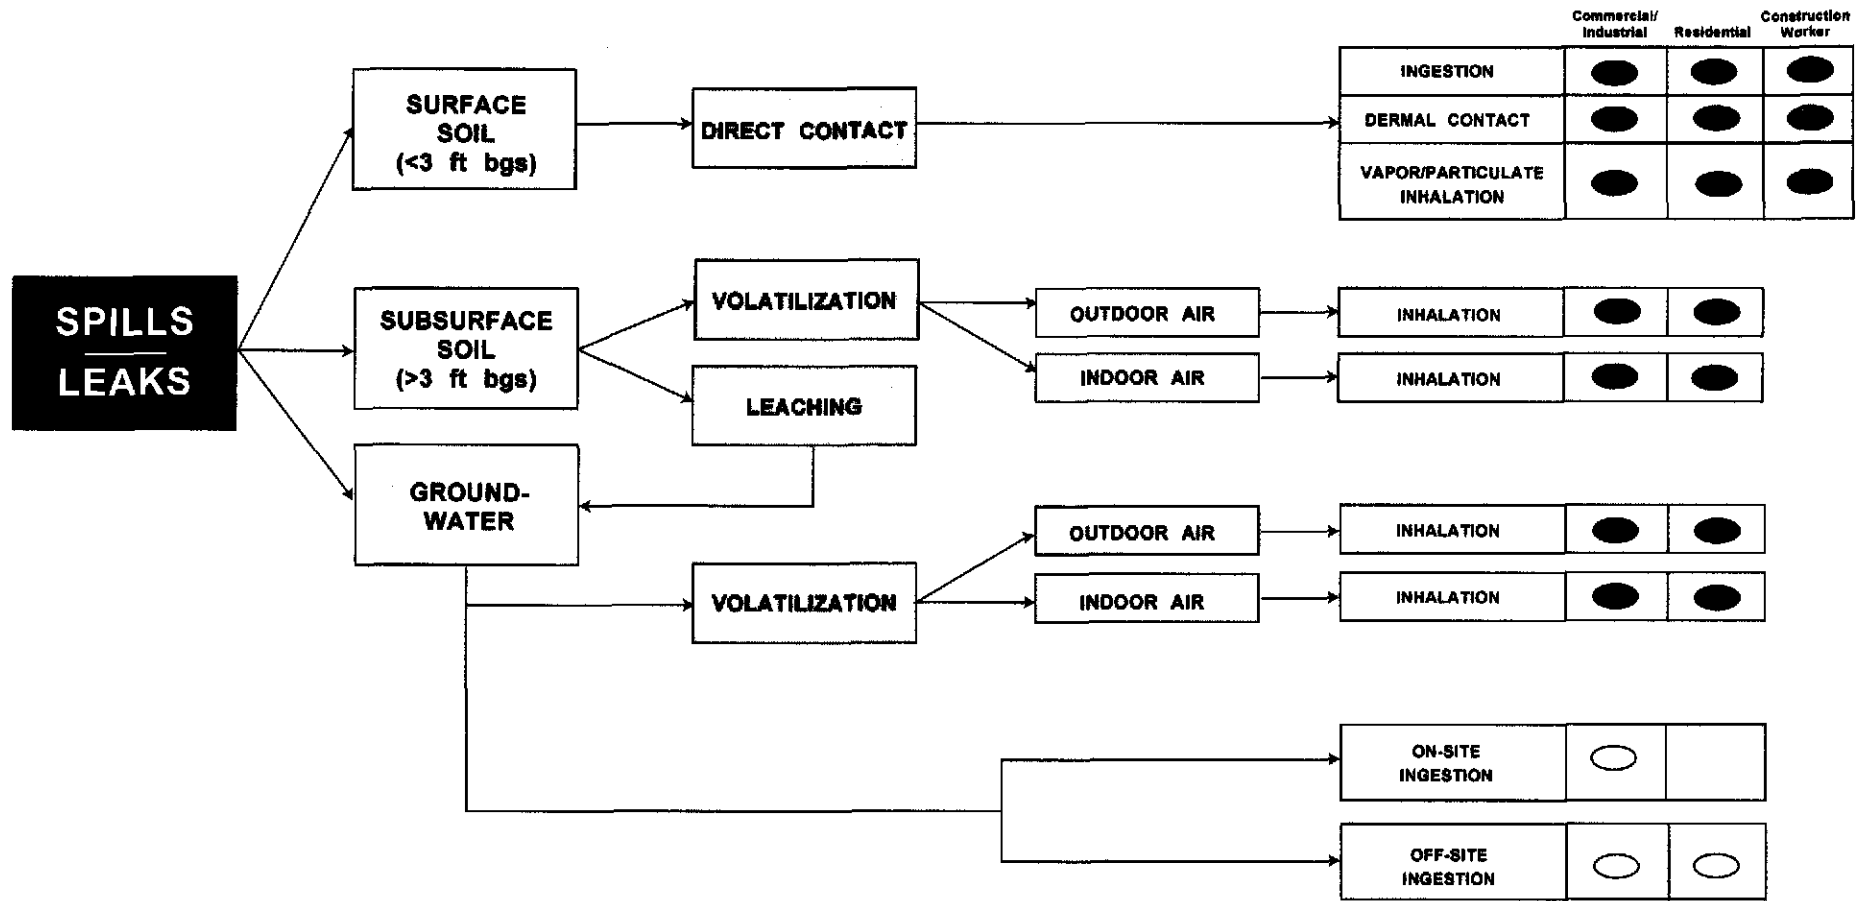 Commercial/
Industrial
Residential
Construction
Worker
SURFACE
SOIL
(<3 ft bgs)
DIRECT CONTACT
INGESTION
DERMAL CONTACT
VAPOR/PARTICULATE
INHALATION
SPILLS
LEAKS
SUBSURFACE
SOIL
(>3 ft bgs)
VOLATILIZATION
OUTDOOR AIR
INHALATION
INDOOR AIR
INHALATION
LEACHING
GROUND-
WATER
VOLATILIZATION
OUTDOOR AIR
INHALATION
INDOOR AIR
INHALATION
ON-SITE
INGESTION
OFF-SITE
INGESTION